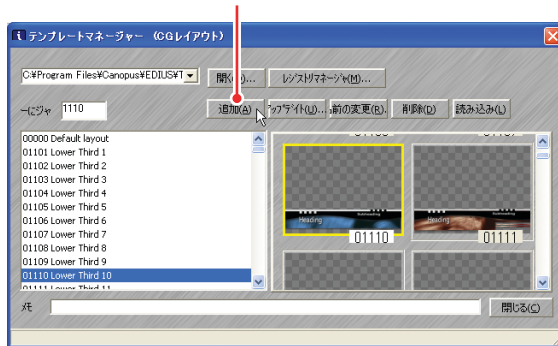 テンプレートマネージャー (CGレイアウト)
C:¥Program Files¥Canopus¥EDIUS¥T
レジストリマネージャ(M)...
ーにジャ 1110 追加(A) アップデイト(U)... 名前の変更(R). 削除(D) 読み込み(L)
00000 Default layout
01101 Lower Third 1
01102 Lower Third 2
01103 Lower Third 3
01104 Lower Third 4
01105 Lower Third 5
01106 Lower Third 6
01107 Lower Third 7
01108 Lower Third 8
01109 Lower Third 9
01110 Lower Third 10
01111 Lower Third 11
Heading Subheading
Heading Subheading
01110 01111
メモ
閉じる(C)